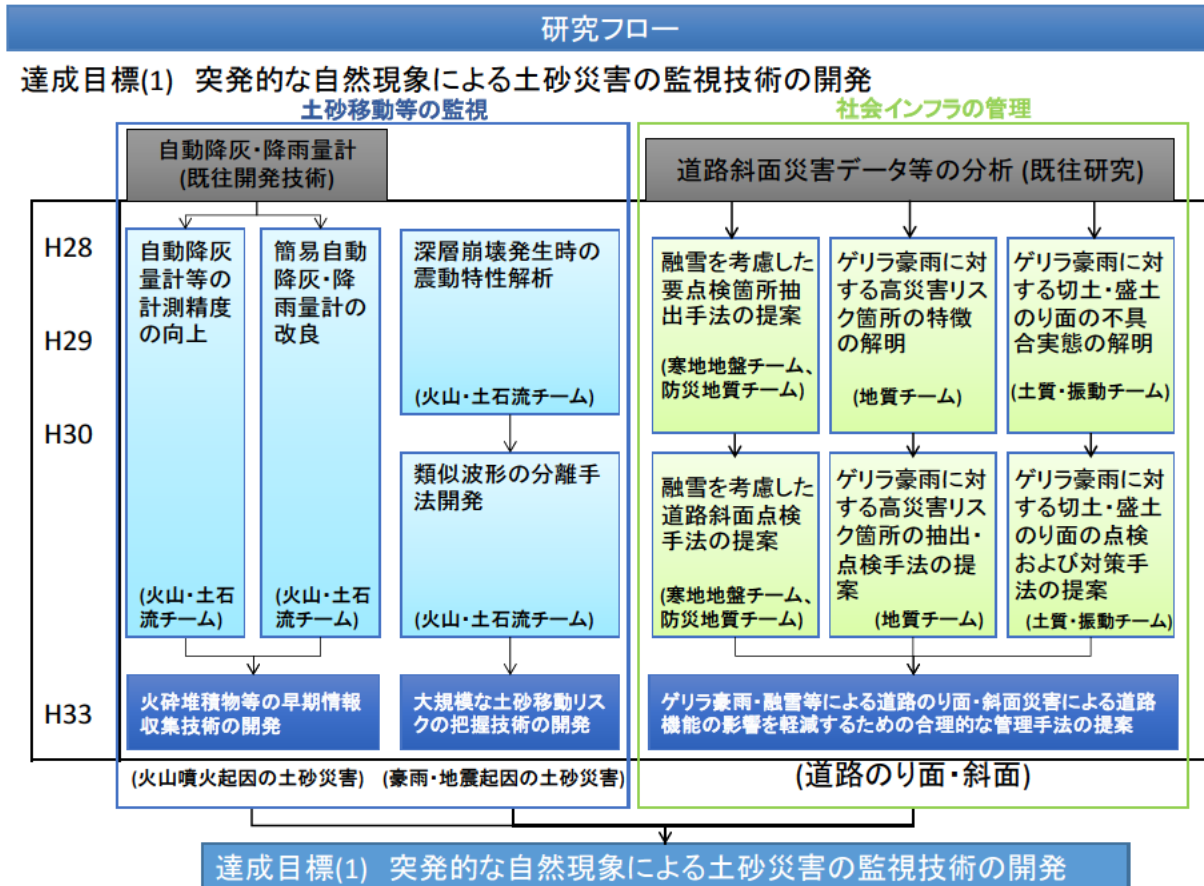 研究フロー
達成目標(1) 突発的な自然現象による土砂災害の監視技術の開発
土砂移動等の監視
社会インフラの管理
自動降灰・降雨量計
(既往開発技術)
道路斜面災害データ等の分析 (既往研究)
H28
H29
H30
H33
自動降灰
量計等の
計測精度
の向上
(火山・土石
流チーム)
簡易自動
降灰・降
雨量計の
改良
(火山・土石
流チーム)
深層崩壊発生時の
震動特性解析
(火山・土石流チーム)
類似波形の分離手
法開発
(火山・土石流チーム)
融雪を考慮した
要点検箇所抽
出手法の提案
(寒地地盤チーム、
防災地質チーム)
ゲリラ豪雨に対
する高災害リス
ク箇所の特徴
の解明
(地質チーム)
ゲリラ豪雨に対
する切土・盛土
のり面の不具
合実態の解明
(土質・振動チーム)
融雪を考慮した
道路斜面点検
手法の提案
(寒地地盤チーム、
防災地質チーム)
ゲリラ豪雨に対
する高災害リス
ク箇所の抽出・
点検手法の提
案
(地質チーム)
ゲリラ豪雨に対
する切土・盛土
のり面の点検
および対策手
法の提案
(土質・振動チーム)
火砕堆積物等の早期情報
収集技術の開発
大規模な土砂移動リス
クの把握技術の開発
ゲリラ豪雨・融雪等による道路のり面・斜面災害による道路
機能の影響を軽減するための合理的な管理手法の提案
(火山噴火起因の土砂災害)
(豪雨・地震起因の土砂災害)
(道路のり面・斜面)
達成目標(1) 突発的な自然現象による土砂災害の監視技術の開発